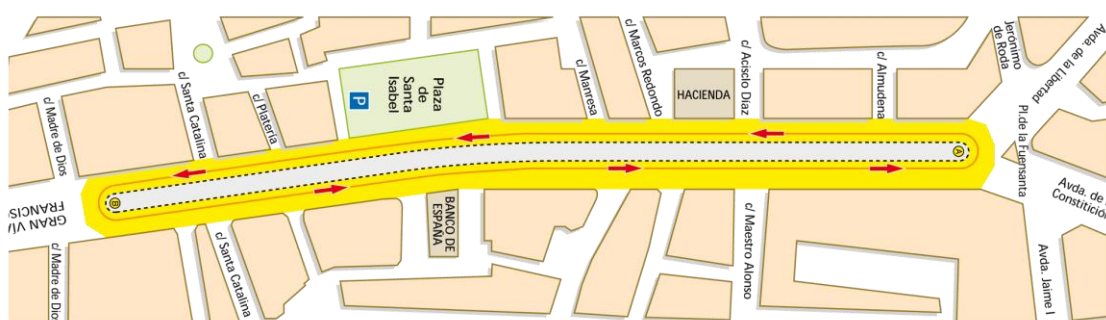 c/ Madre de Dios
c/ Santa Catalina
c/ Platería
Plaza
de
Santa
Isabel
P
c/ Manresa
c/ Marcos Redondo
HACIENDA
c/ Acisclo Díaz
c/ Almudena
Jerónimo
de Roda
Avda. de la Libertad
Pl.de la Fuensanta
A
B
GRAN VÍA
FRANCIS
c/ Madre de Dios
c/ Santa Catalina
BANCO DE
ESPAÑA
c/ Maestro Alonso
Avda. de
Constitición
Avda. Jaime I